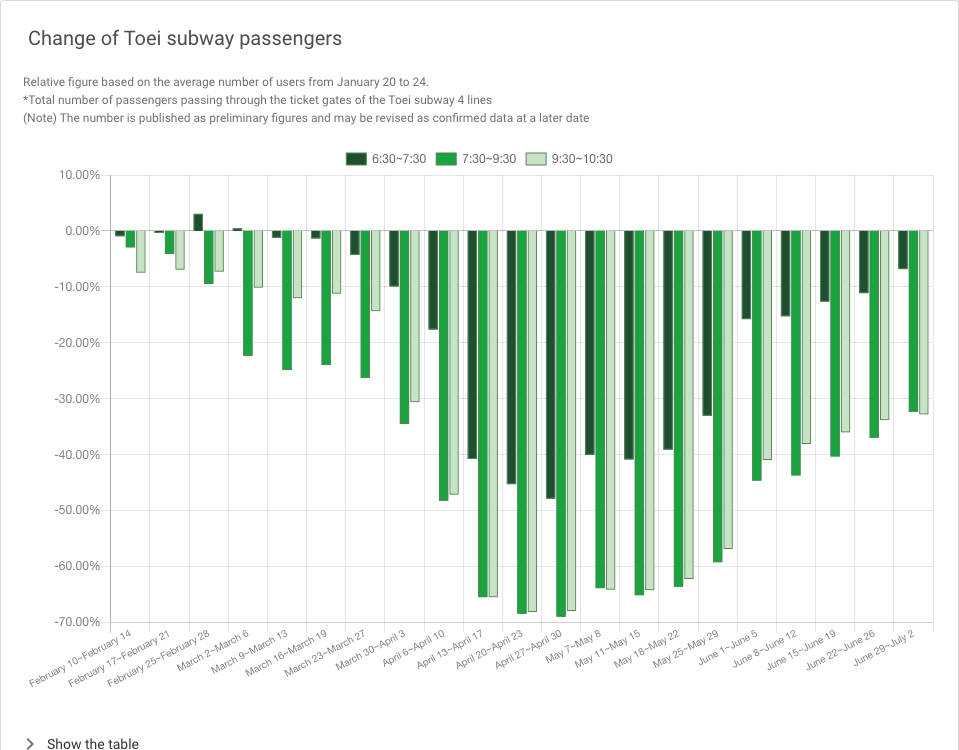 Change of Toei subway passengers
Relative figure based on the average number of users from January 20 to 24.
*Total number of passengers passing through the ticket gates of the Toei subway 4 lines
(Note) The number is published as preliminary figures and may be revised as confirmed data at a later date
6:30~7:30 7:30~9:30 9:30~10:30
10.00%
0.00%
-10.00%
-20.00%
-30.00%
-40.00%
-50.00%
-60.00%
-70.00%
February 10~February 14
February 17~February 21
February 25~February 28
March 2~March 6
March 9~March 13
March 16~March 19
March 23~March 27
March 30~April 3
April 6~April 10
April 13~April 17
April 20~April 23
April 27~April 30
May 7~May 8
May 11~May 15
May 18~May 22
May 25~May 29
June 1~June 5
June 8~June 12
June 15~June 19
June 22~June 26
June 29~July 2
Show the table